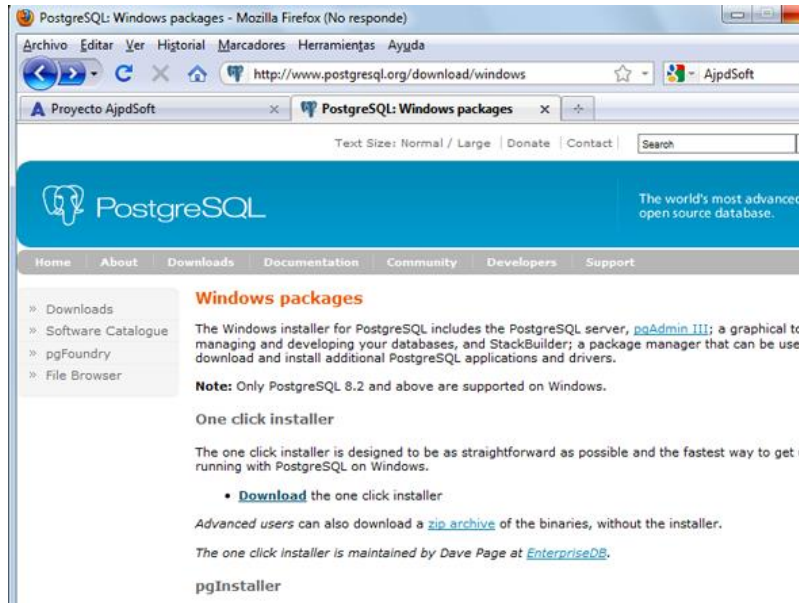 PostgreSQL: Windows packages - Mozilla Firefox (No responde)
Archivo Editar Ver Historial Marcadores Herramientas Ayuda
http://www.postgresql.org/download/windows
AjpdSoft
Proyecto AjpdSoft
PostgreSQL: Windows packages
Text Size: Normal / Large | Donate | Contact |
Search
PostgreSQL
The world's most advanced
open source database.
Home
About
Downloads
Documentation
Community
Developers
Support
» Downloads
» Software Catalogue
» pgFoundry
» File Browser
Windows packages
The Windows installer for PostgreSQL includes the PostgreSQL server, pgAdmin III; a graphical to
managing and developing your databases, and StackBuilder; a package manager that can be use
download and install additional PostgreSQL applications and drivers.
Note: Only PostgreSQL 8.2 and above are supported on Windows.
One click installer
The one click installer is designed to be as straightforward as possible and the fastest way to get
running with PostgreSQL on Windows.
• Download the one click installer
Advanced users can also download a zip archive of the binaries, without the installer.
The one click installer is maintained by Dave Page at EnterpriseDB.
pgInstaller